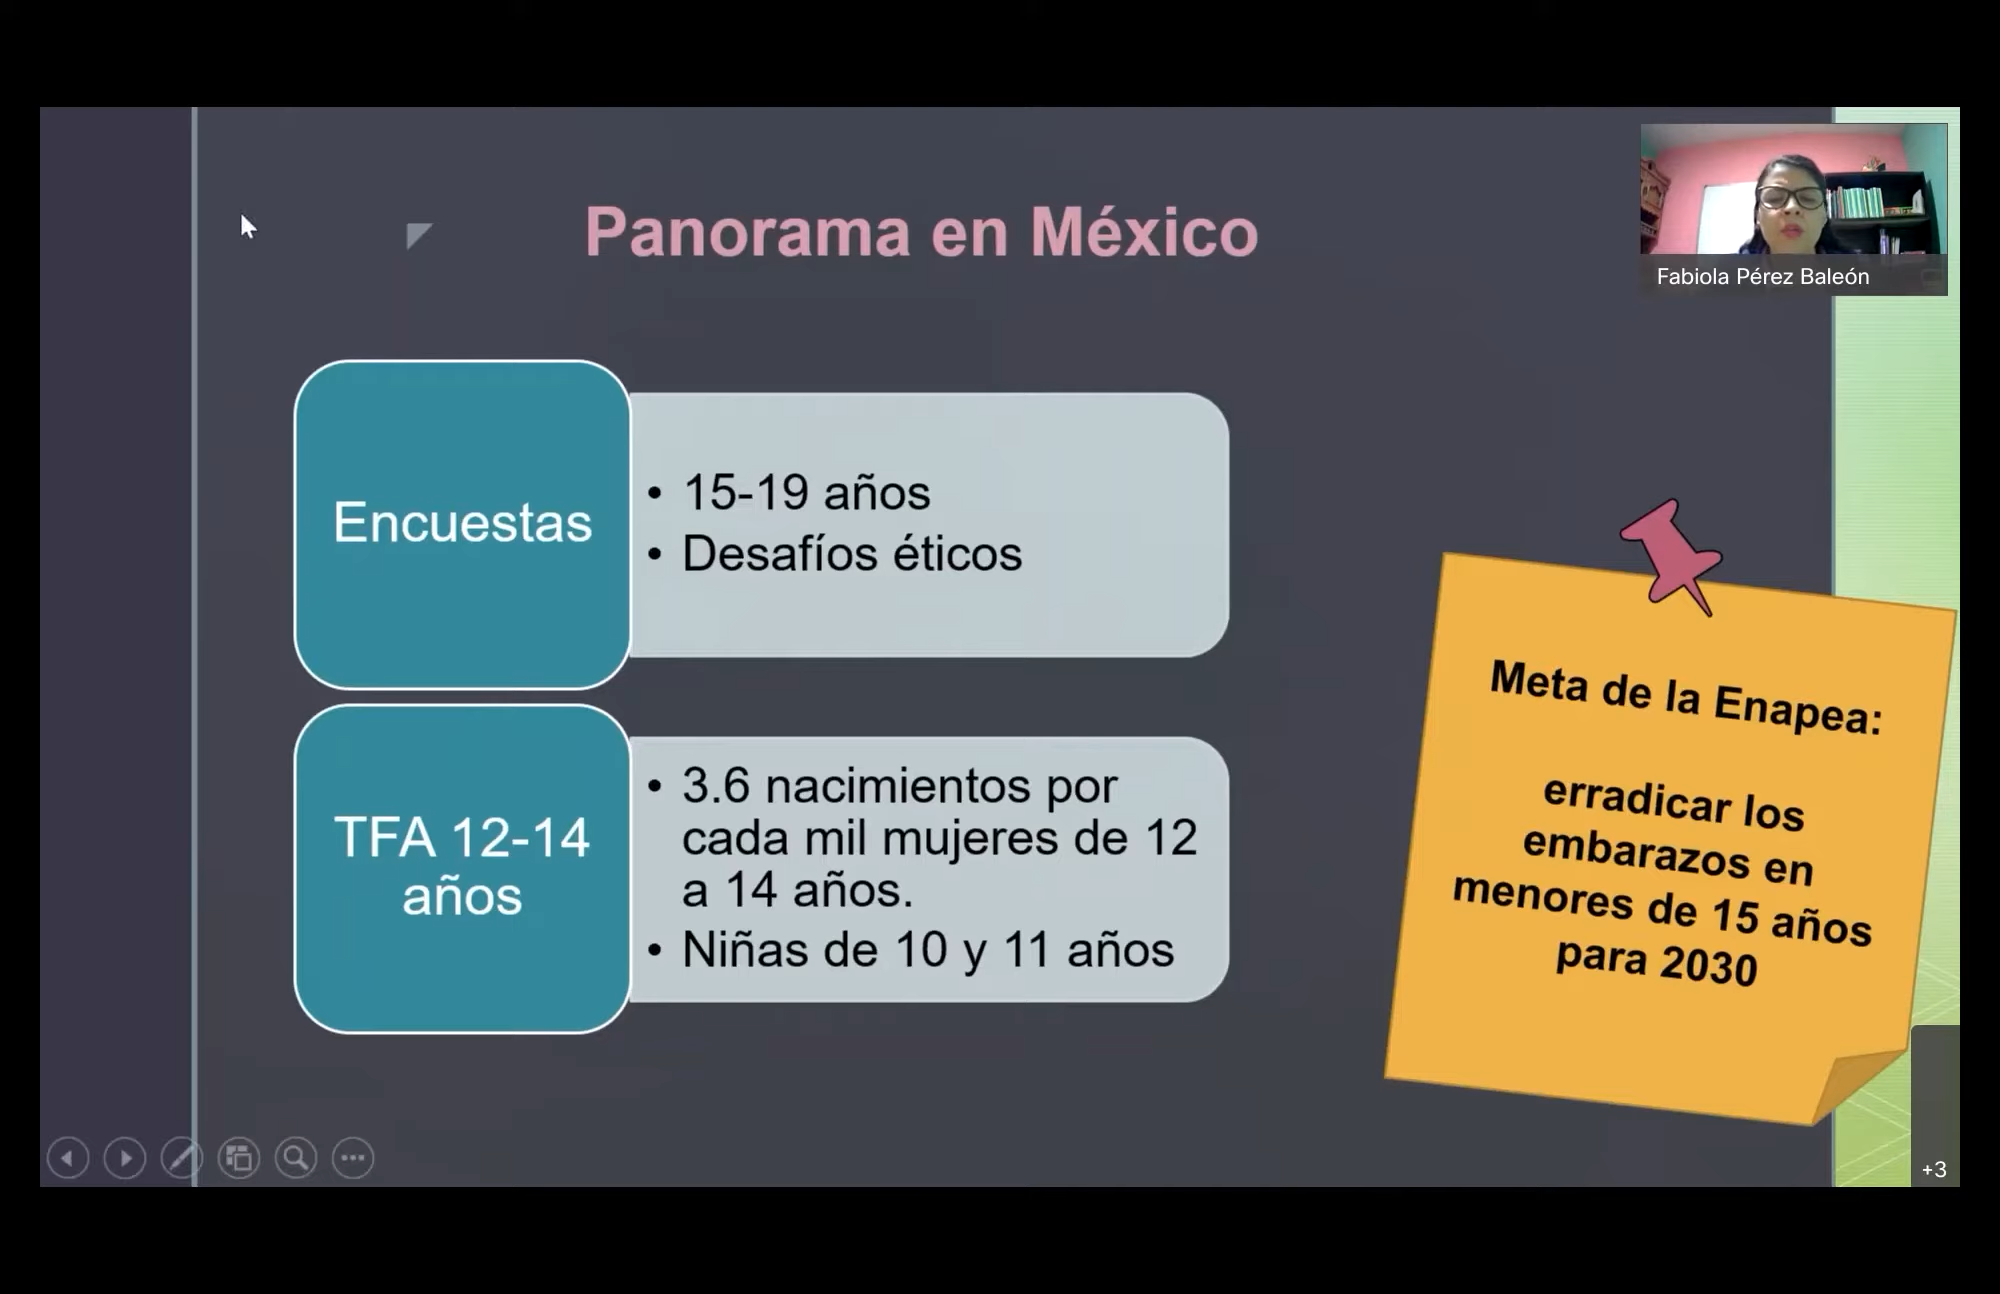 Panorama en México
Fabiola Pérez Baleón
Encuestas
• 15-19 años
• Desafíos éticos
TFA 12-14
años
• 3.6 nacimientos por
cada mil mujeres de 12
a 14 años.
• Niñas de 10 y 11 años
Meta de la Enapea:
erradicar los
embarazos en
menores de 15 años
para 2030
+3